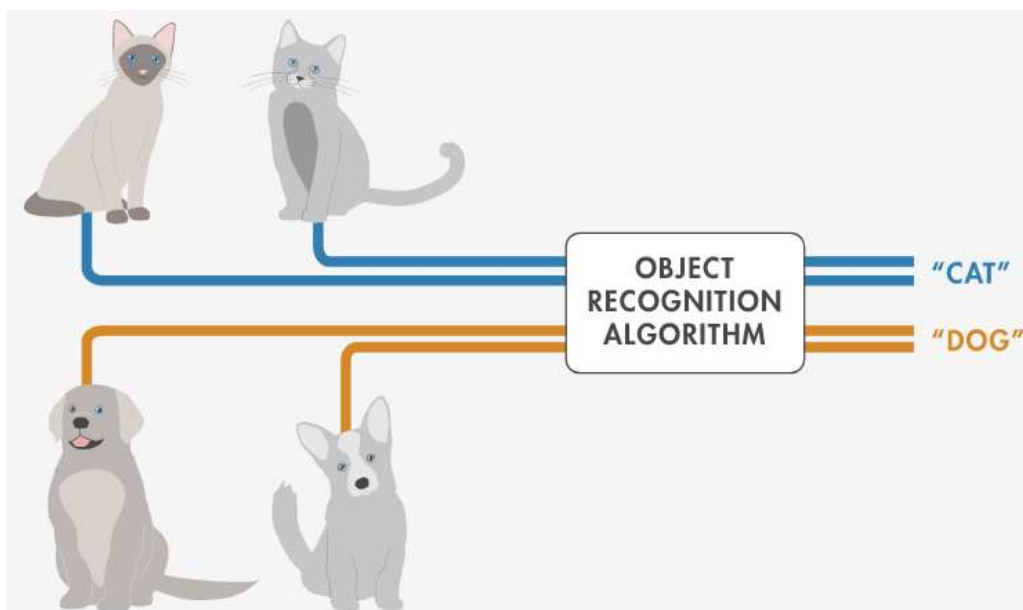 OBJECT
RECOGNITION
ALGORITHM
“CAT”
“DOG”